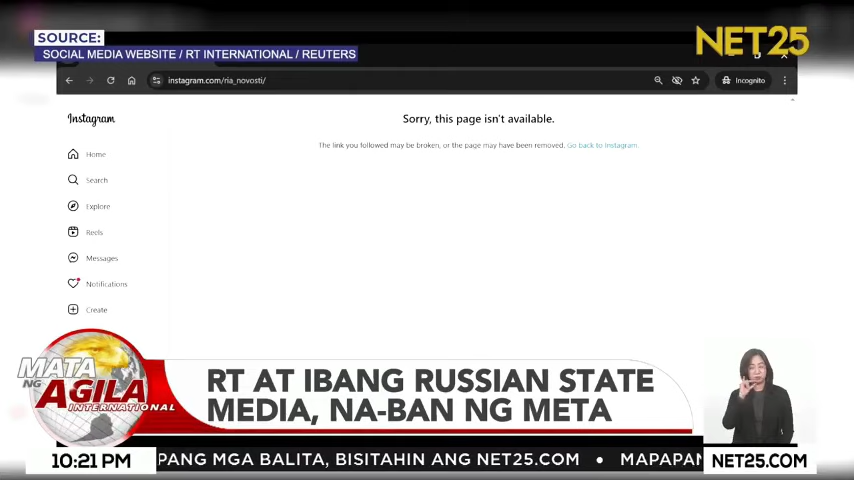 SOURCE:
SOCIAL MEDIA WEBSITE / RT INTERNATIONAL / REUTERS
NET25
instagram.com/ria_novosti/
Incognito
Instagram
Sorry, this page isn't available.
The link you followed may be broken, or the page may have been removed. Go back to Instagram.
Home
Search
Explore
Reels
Messages
Notifications
Create
MATA
NG
AGILA
INTERNATIONAL
RT AT IBANG RUSSIAN STATE
MEDIA, NA-BAN NG META
10:21 PM
PANG MGA BALITA, BISITAHIN ANG NET25.COM • MAPAPAN
NET25.COM